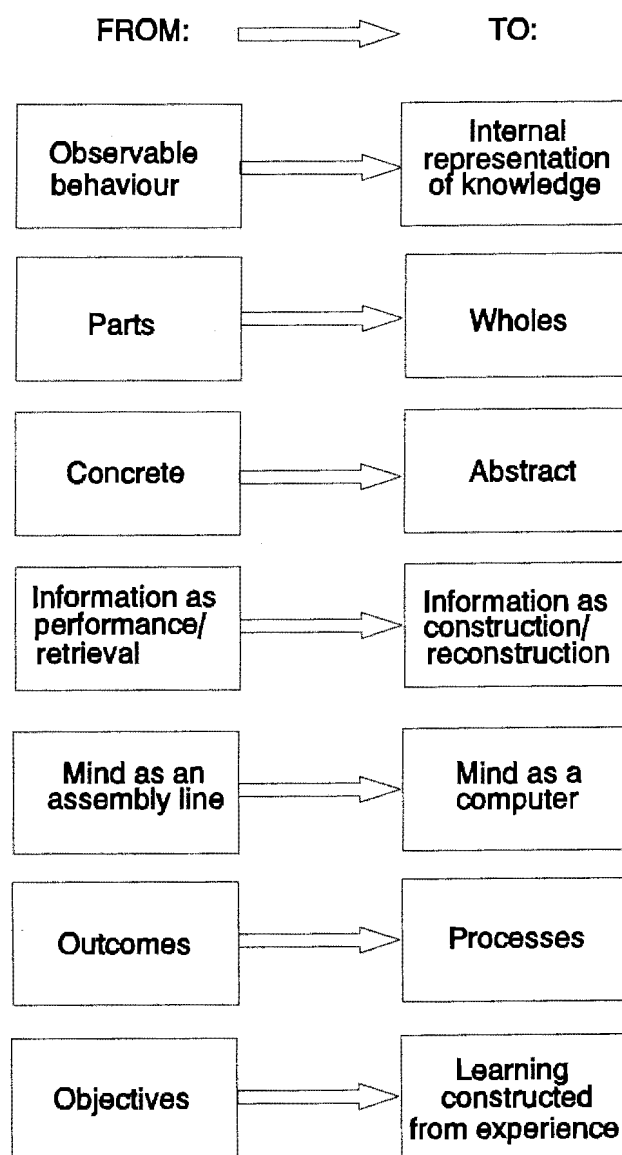 FROM: TO:
Observable
behaviour
Internal
representation
of knowledge
Parts
Wholes
Concrete
Abstract
Information as
performance/
retrieval
Information as
construction/
reconstruction
Mind as an
assembly line
Mind as a
computer
Outcomes
Processes
Objectives
Learning
constructed
from experience